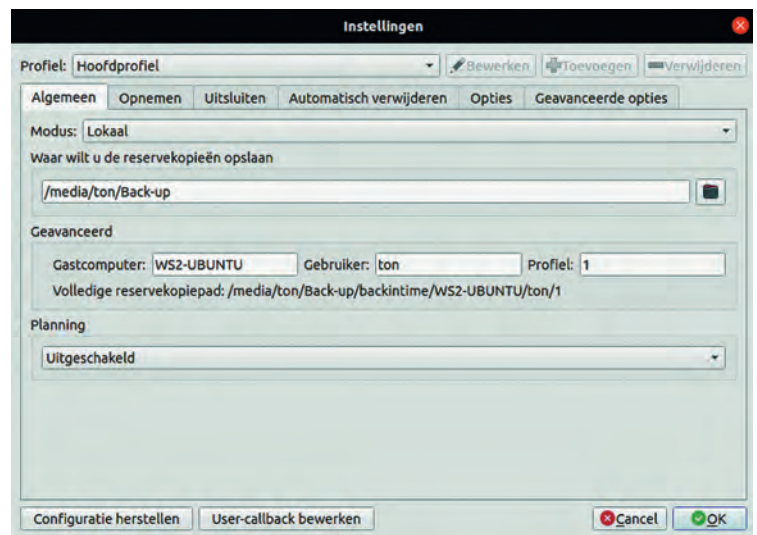 Instellingen
Profiel: Hoofdprofiel Bewerken Toevoegen Verwijderen
Algemeen Opnemen Uitsluiten Automatisch verwijderen Opties Geavanceerde opties
Modus: Lokaal
Waar wilt u de reservekopieën opslaan
/media/ton/Back-up
Geavanceerd
Gastcomputer: WS2-UBUNTU Gebruiker: ton Profiel: 1
Volledige reservekopiepad: /media/ton/Back-up/backintime/WS2-UBUNTU/ton/1
Planning
Uitgeschakeld
Configuratie herstellen User-callback bewerken Cancel OK